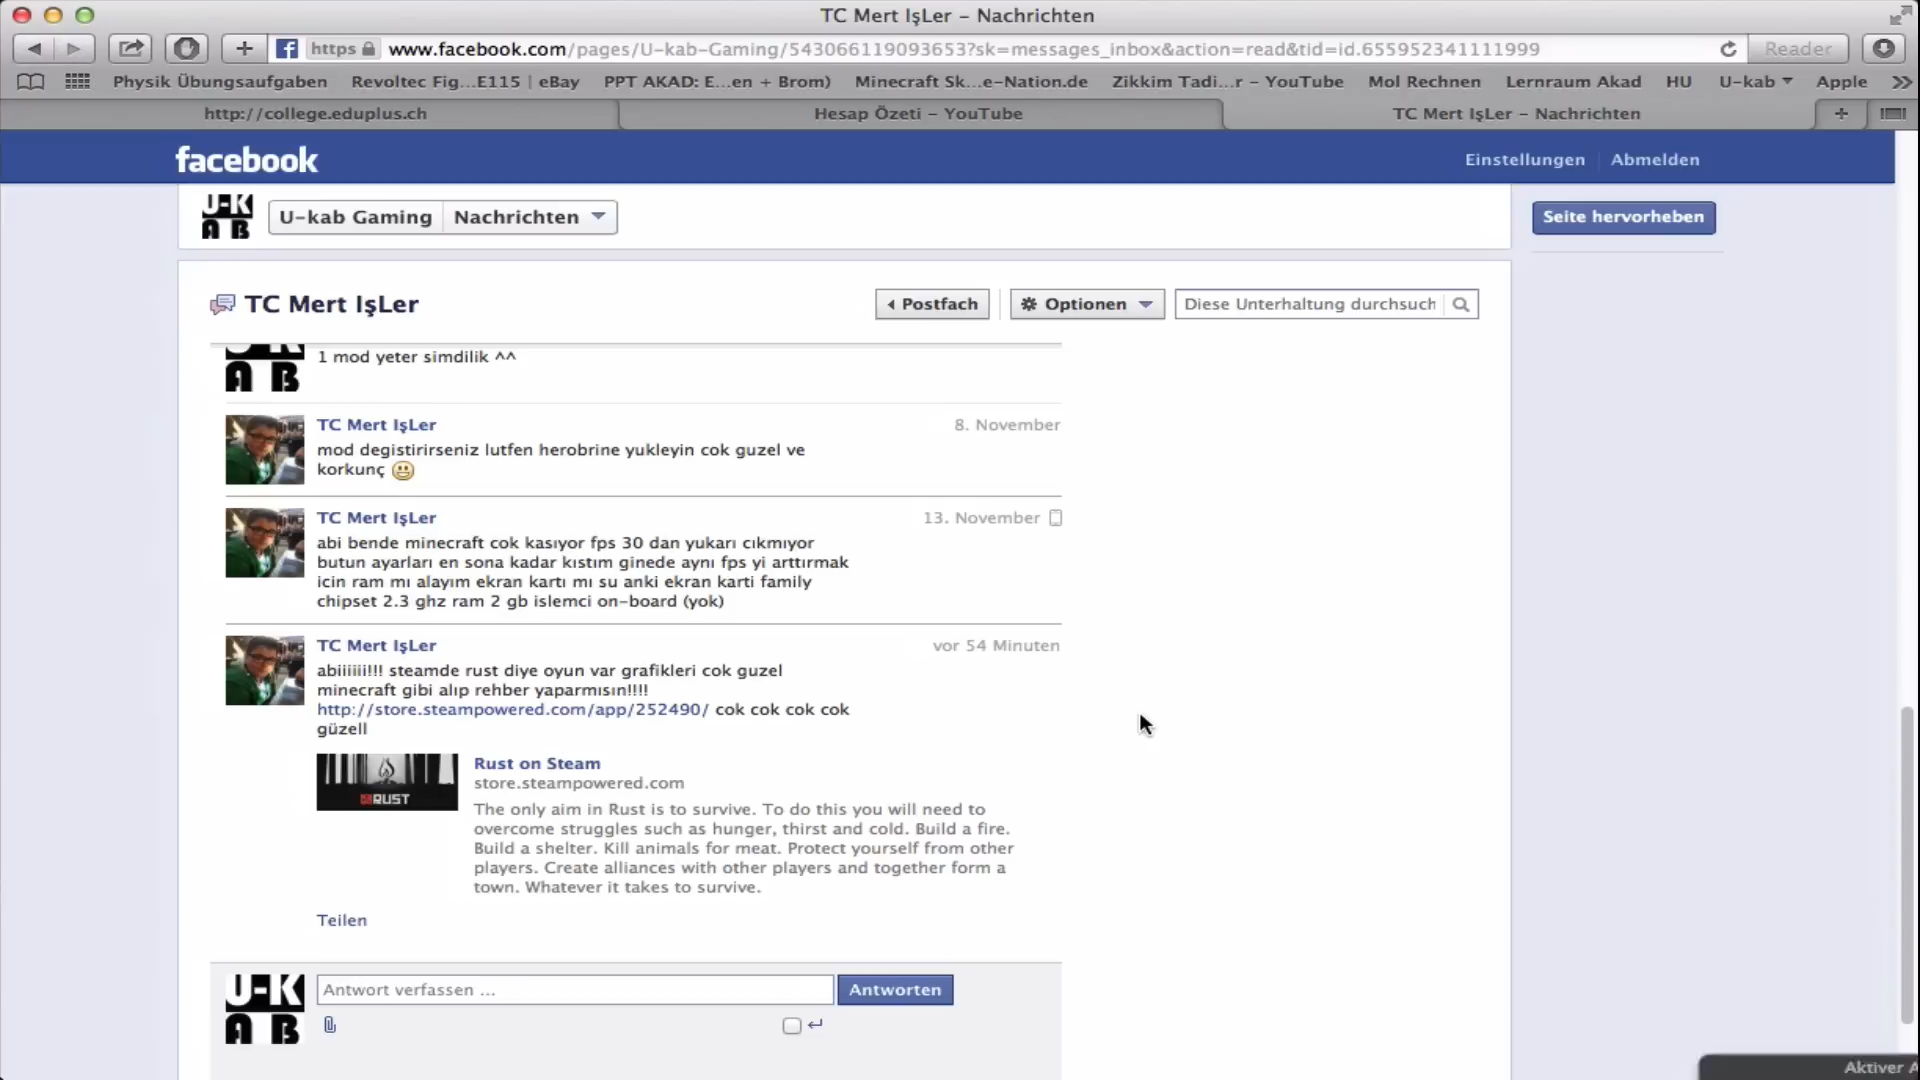 TC Mert IşLer – Nachrichten
https www.facebook.com/pages/U-kab-Gaming/543066119093653?sk=messages_inbox&action=read&tid=id.655952341111999
Reader
Physik Übungsaufgaben Revoltec Fig...E115 | eBay PPT AKAD: E...en + Brom) Minecraft Sk...e-Nation.de Zikkim Tadi...r - YouTube Mol Rechnen Lernraum Akad HU U-kab Apple
http://college.eduplus.ch Hesap Özeti – YouTube TC Mert IşLer – Nachrichten
facebook Einstellungen Abmelden
U-K
A B
U-kab Gaming Nachrichten Seite hervorheben
TC Mert IşLer Postfach Optionen Diese Unterhaltung durchsuch
A B
1 mod yeter simdilik ^^
TC Mert IşLer 8. November
mod degistirirseniz lutfen herobrine yukleyin cok guzel ve
korkunç
TC Mert IşLer 13. November
abi bende minecraft cok kasıyor fps 30 dan yukarı cıkmıyor
butun ayarları en sona kadar kıstım ginede aynı fps yi arttırmak
icin ram mı alayım ekran kartı mı su anki ekran karti family
chipset 2.3 ghz ram 2 gb islemci on-board (yok)
TC Mert IşLer vor 54 Minuten
abiiiiii!!! steamde rust diye oyun var grafikleri cok guzel
minecraft gibi alıp rehber yaparmısın!!!!
http://store.steampowered.com/app/252490/ cok cok cok cok
güzell
RUST
Rust on Steam
store.steampowered.com
The only aim in Rust is to survive. To do this you will need to
overcome struggles such as hunger, thirst and cold. Build a fire.
Build a shelter. Kill animals for meat. Protect yourself from other
players. Create alliances with other players and together form a
town. Whatever it takes to survive.
Teilen
U-K
A B
Antwort verfassen ... Antworten
Aktiver A